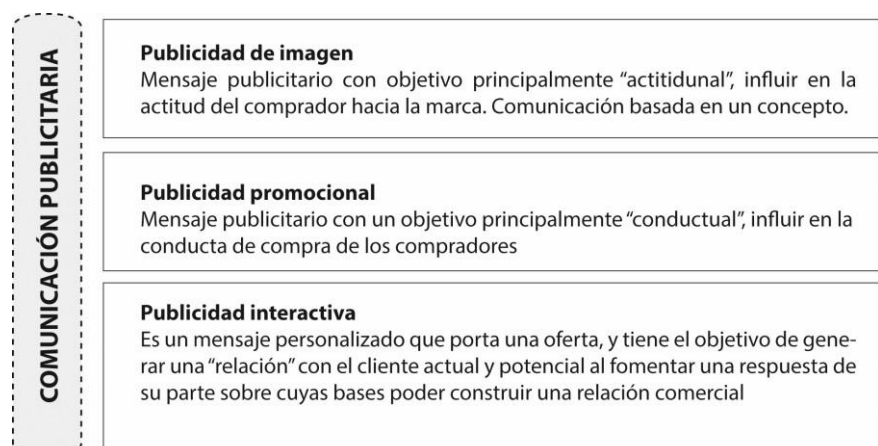 COMUNICACIÓN PUBLICITARIA
Publicidad de imagen
Mensaje publicitario con objetivo principalmente “actitidunal”, influir en la
actitud del comprador hacia la marca. Comunicación basada en un concepto.
Publicidad promocional
Mensaje publicitario con un objetivo principalmente “conductual”, influir en la
conducta de compra de los compradores
Publicidad interactiva
Es un mensaje personalizado que porta una oferta, y tiene el objetivo de gene-
rar una “relación” con el cliente actual y potencial al fomentar una respuesta de
su parte sobre cuyas bases poder construir una relación comercial